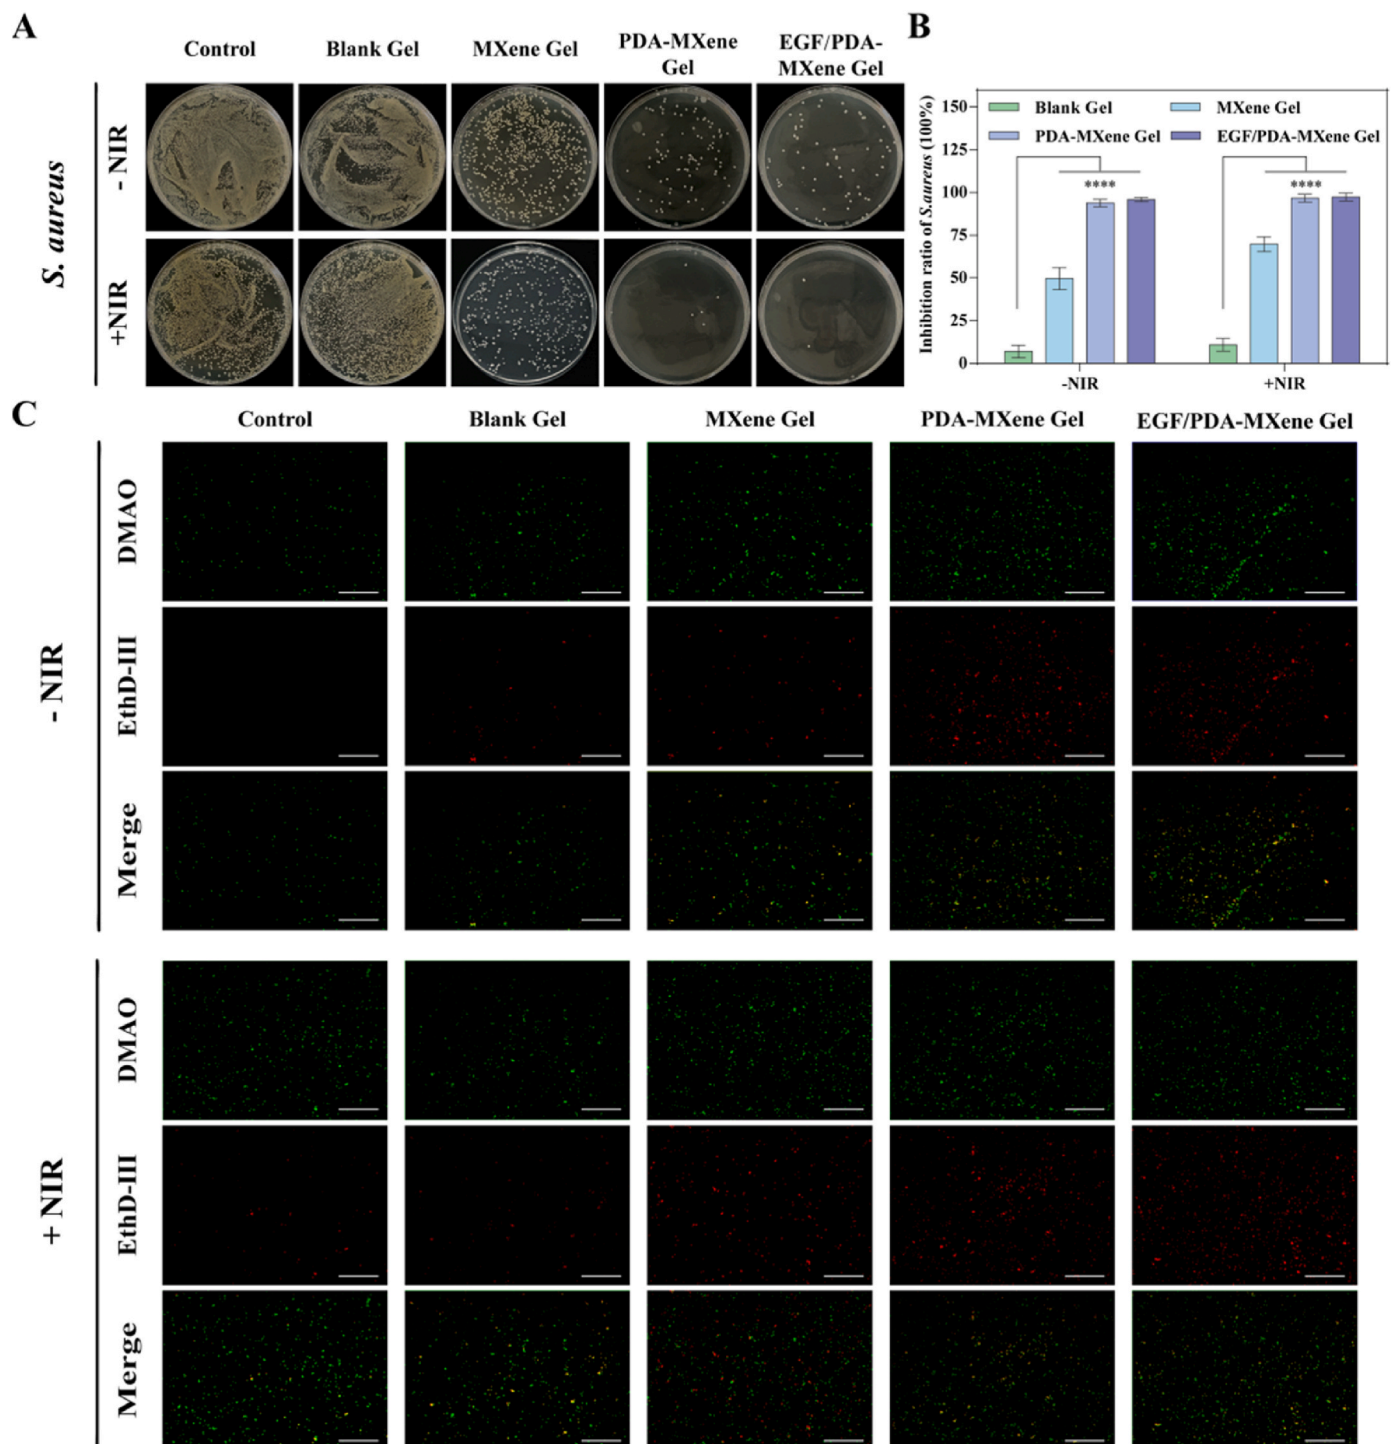 A
Control
Blank Gel
MXene Gel
PDA-MXene
Gel
EGF/PDA-
MXene Gel
S. aureus
- NIR
+NIR
B
Inhibition ratio of S.aureus (100%)
150
125
100
75
50
25
0
Blank Gel
MXene Gel
PDA-MXene Gel
EGF/PDA-MXene Gel
****
****
-NIR
+NIR
C
Control
Blank Gel
MXene Gel
PDA-MXene Gel
EGF/PDA-MXene Gel
- NIR
DMAO
EthD-III
Merge
+ NIR
DMAO
EthD-III
Merge